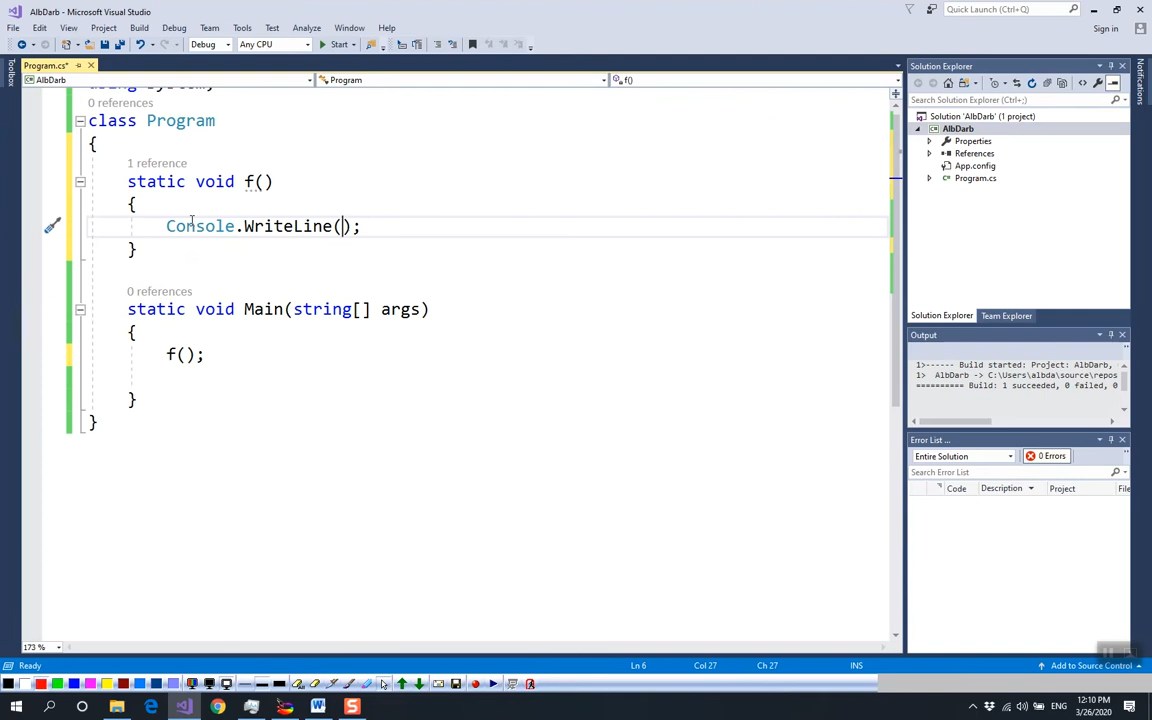 AlbDarb - Microsoft Visual Studio
Quick Launch (Ctrl+Q)
File Edit View Project Build Debug Team Tools Test Analyze Window Help
Sign in
Debug Any CPU Start
Program.cs*
Toolbox
AlbDarb Program f()
0 references
class Program
{
1 reference
static void f()
{
Console.WriteLine();
}
0 references
static void Main(string[] args)
{
f();
}
}
173 %
Solution Explorer
Search Solution Explorer (Ctrl+;)
Solution 'AlbDarb' (1 project)
AlbDarb
Properties
References
App.config
Program.cs
Solution Explorer Team Explorer
Notifications
Output
1>------ Build started: Project: AlbDarb,
1> AlbDarb -> C:\Users\albda\source\repos
========== Build: 1 succeeded, 0 failed, 0
Error List ...
Entire Solution 0 Errors
Search Error List
Code Description Project File
Ready Ln 6 Col 27 Ch 27 INS Add to Source Control
ENG 12:10 PM
3/26/2020